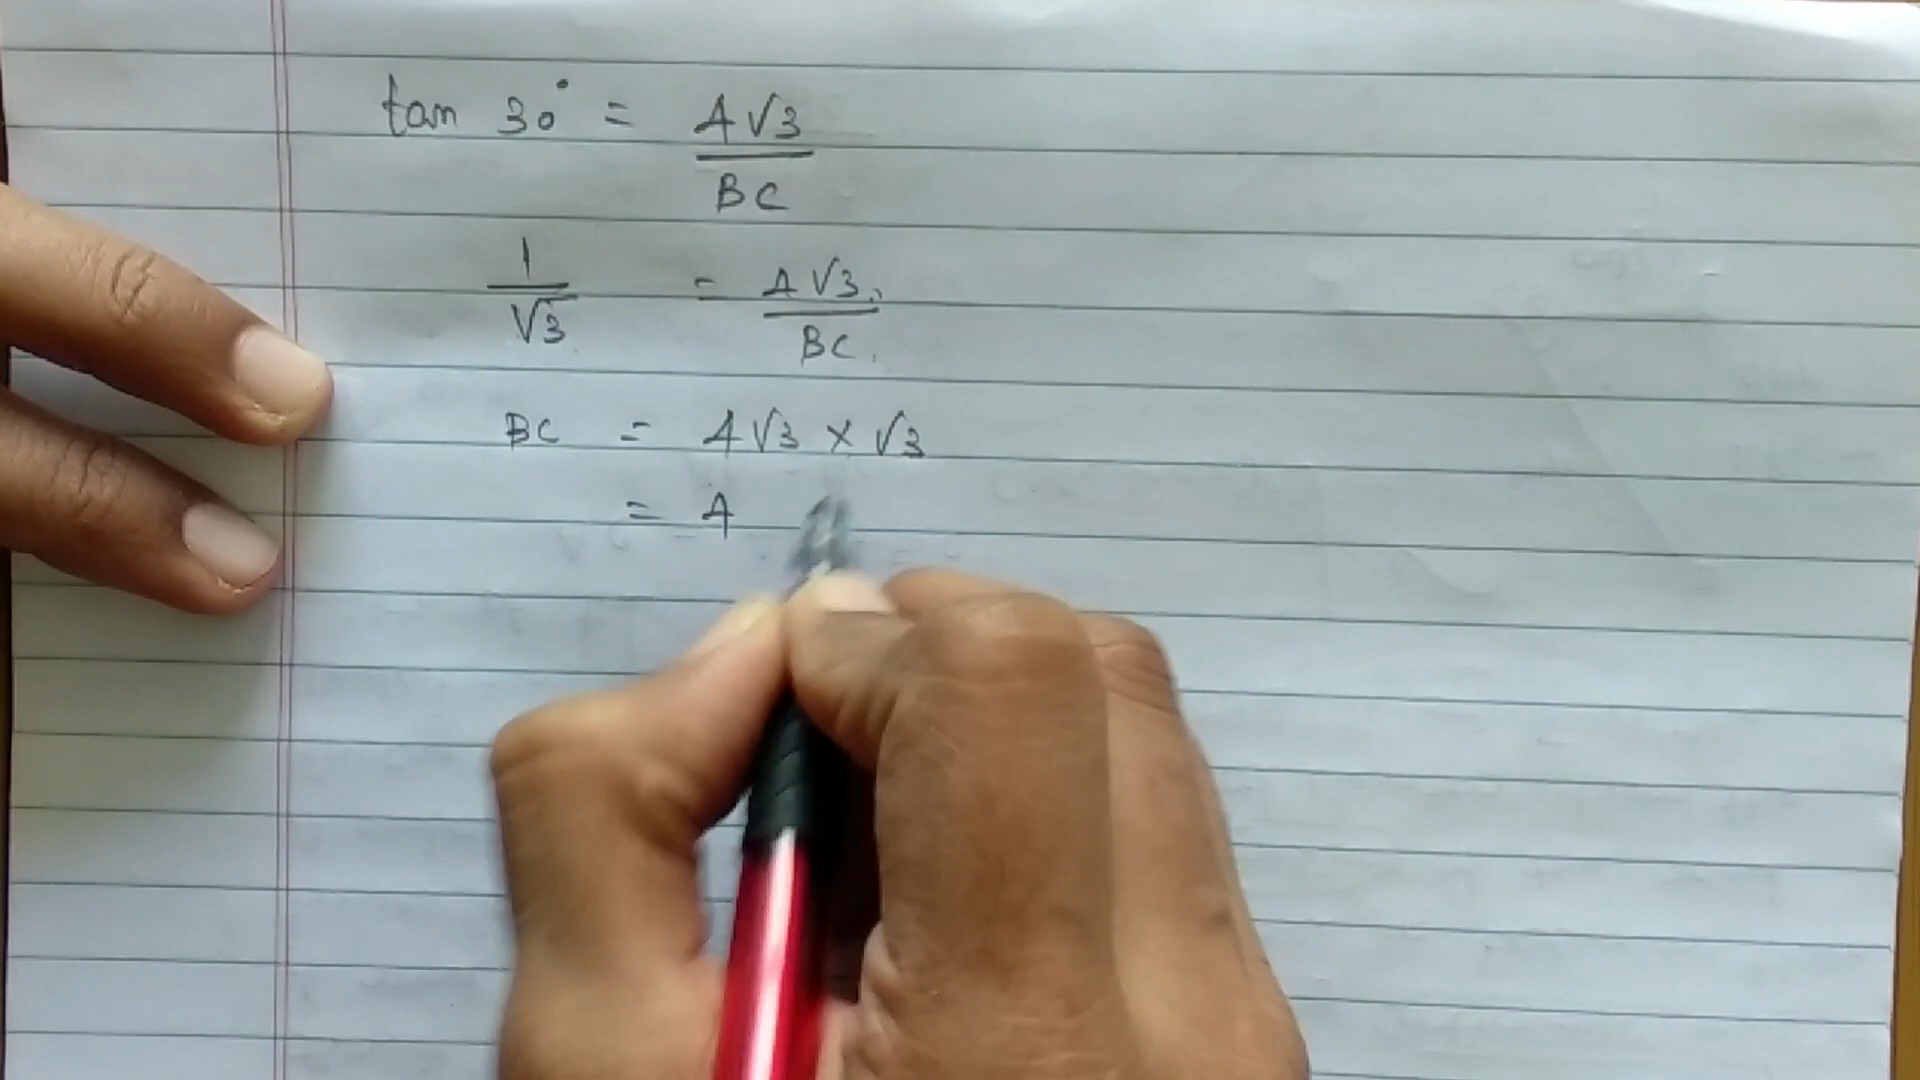 tan 30° = 4√3 / BC
1 / √3 = 4√3 / BC
BC = 4√3 × √3
= 4